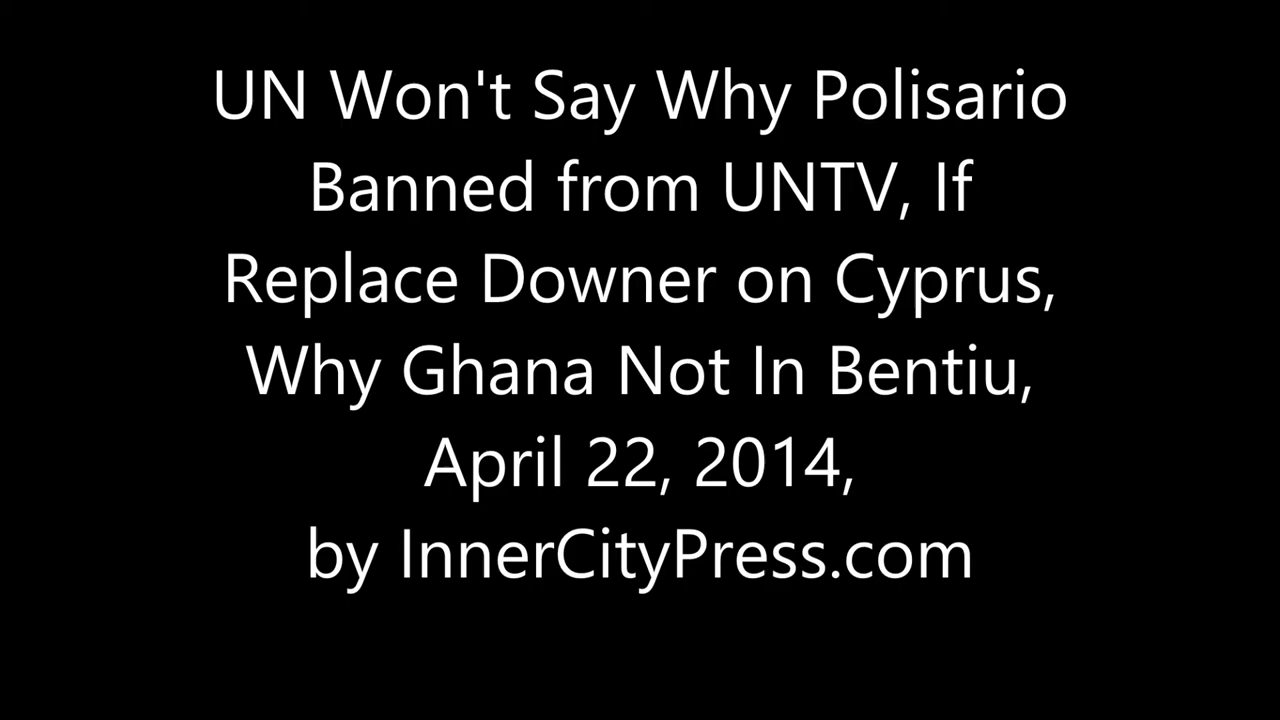 UN Won't Say Why Polisario
Banned from UNTV, If
Replace Downer on Cyprus,
Why Ghana Not In Bentiu,
April 22, 2014,
by InnerCityPress.com